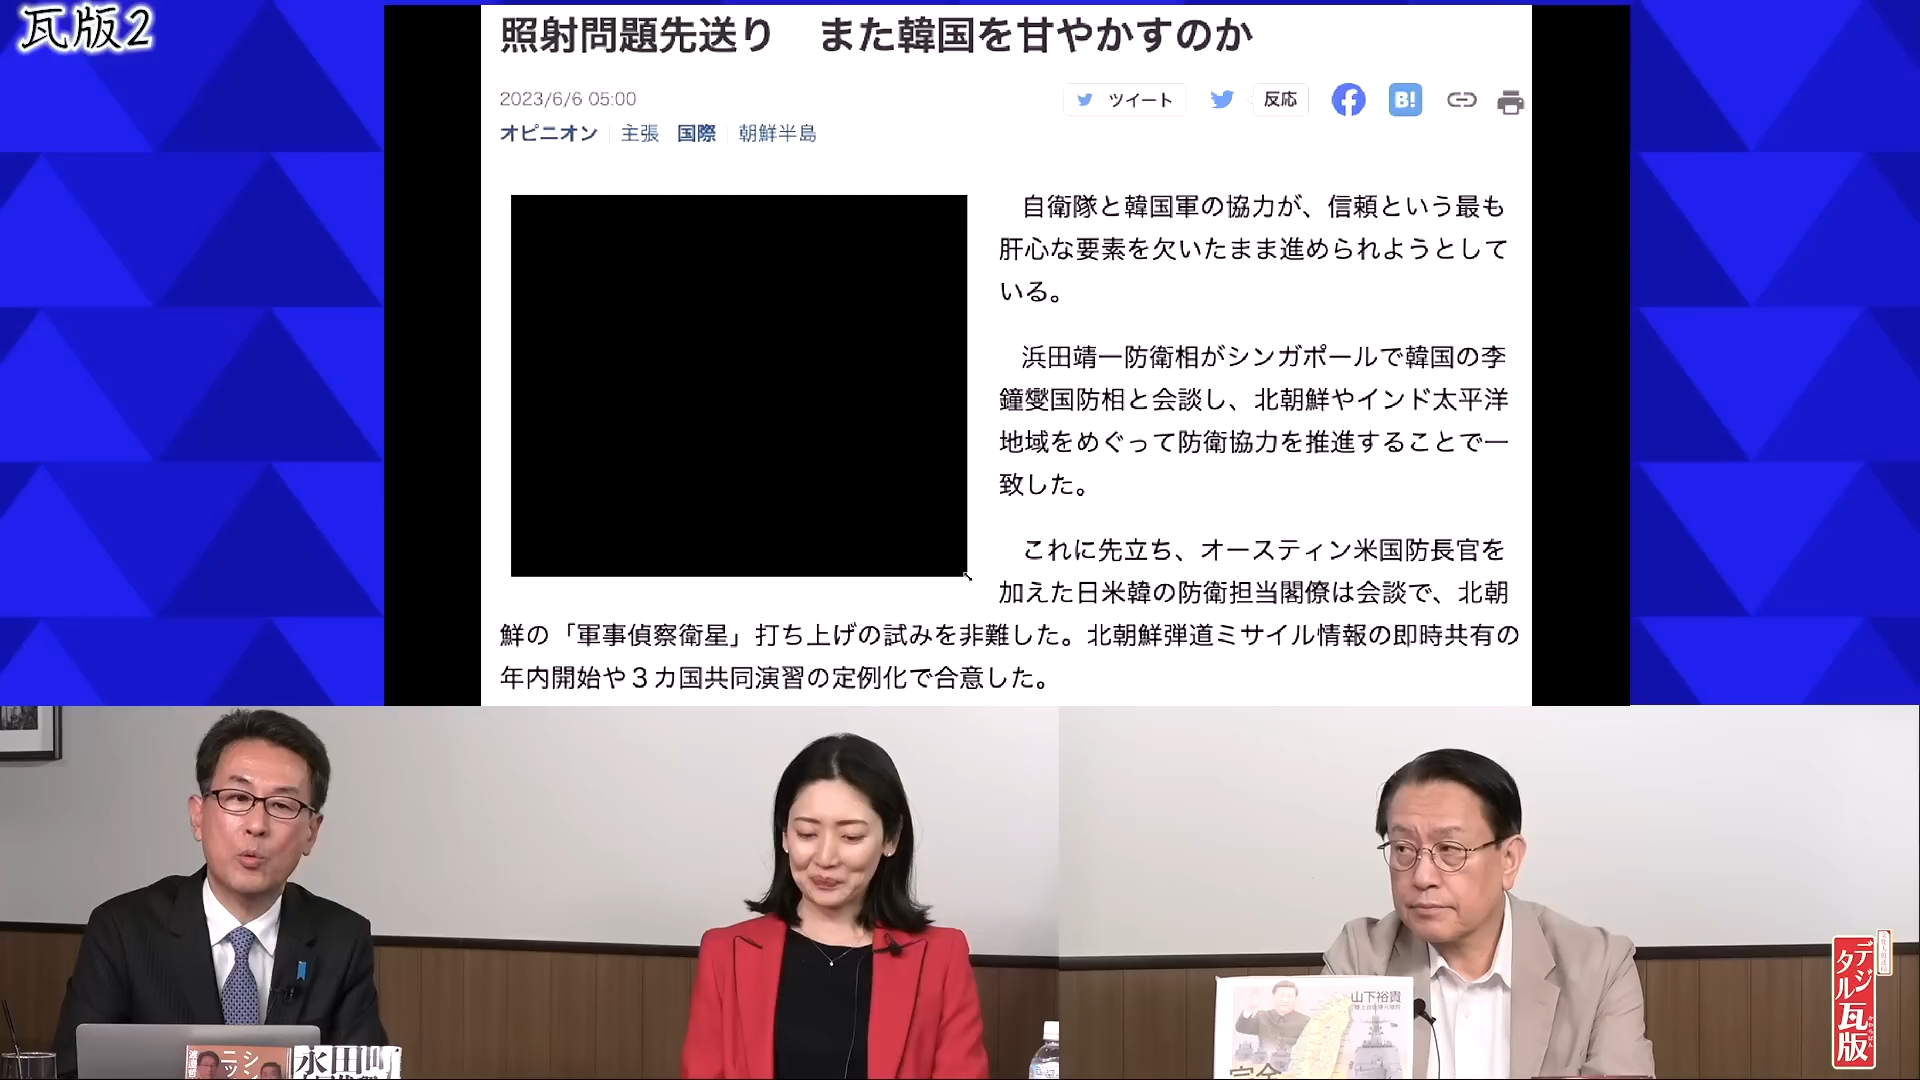 瓦版2
照射問題先送り　また韓国を甘やかすのか
2023/6/6 05:00
ツイート
反応
B!
オピニオン 主張 国際 朝鮮半島
自衛隊と韓国軍の協力が、信頼という最も
肝心な要素を欠いたまま進められようとして
いる。
浜田靖一防衛相がシンガポールで韓国の李
鐘燮国防相と会談し、北朝鮮やインド太平洋
地域をめぐって防衛協力を推進することで一
致した。
これに先立ち、オースティン米国防長官を
加えた日米韓の防衛担当閣僚は会談で、北朝
鮮の「軍事偵察衛星」打ち上げの試みを非難した。北朝鮮弾道ミサイル情報の即時共有の
年内開始や３カ国共同演習の定例化で合意した。
山下裕貴
永田町
デジ
タル
瓦版